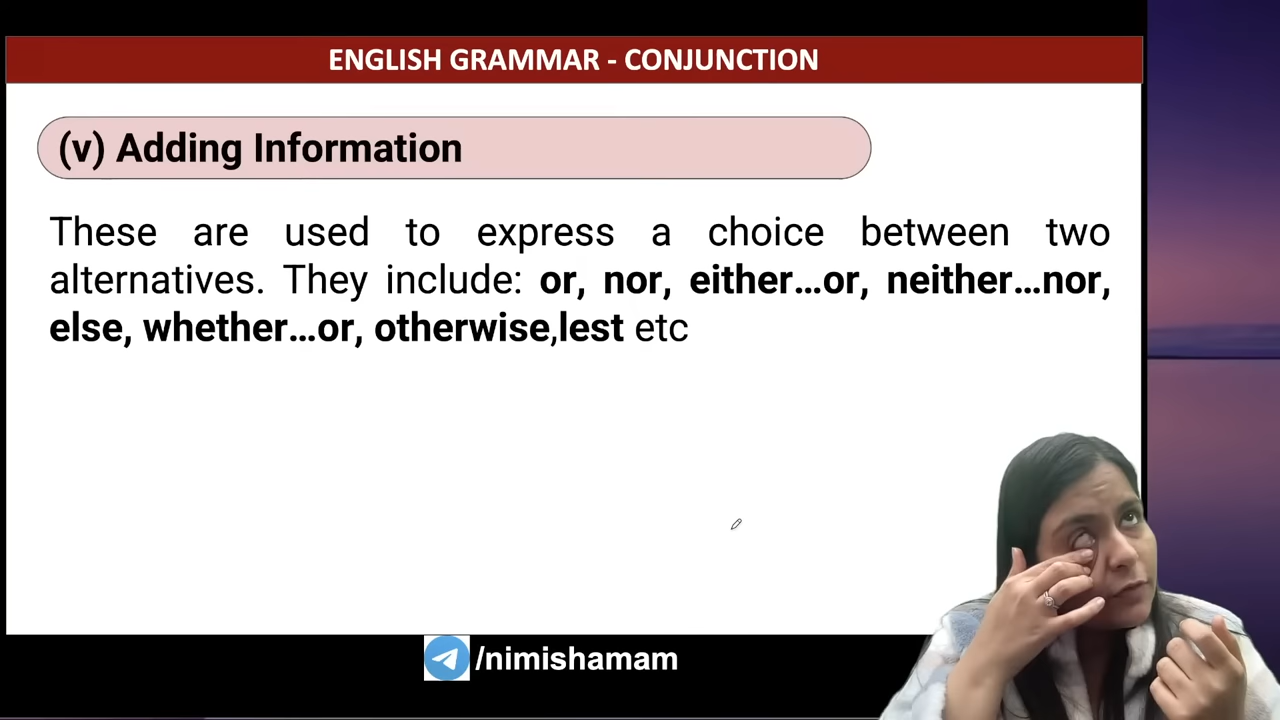 ENGLISH GRAMMAR - CONJUNCTION
(v) Adding Information
These are used to express a choice between two
alternatives. They include: or, nor, either…or, neither…nor,
else, whether…or, otherwise,lest etc
/nimishamam